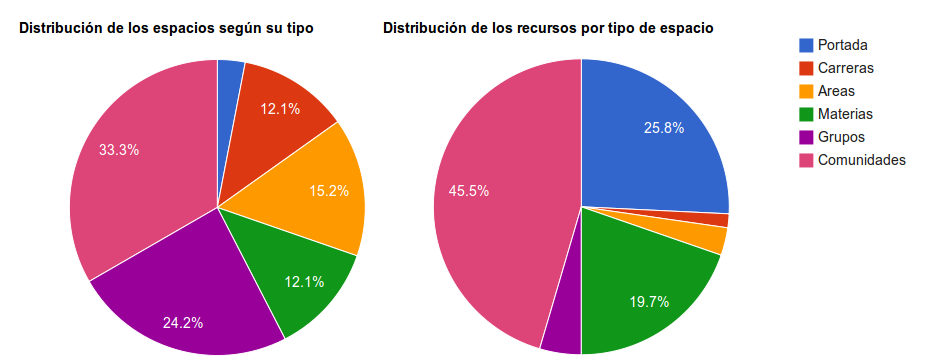 Distribución de los espacios según su tipo
12.1%
15.2%
12.1%
24.2%
33.3%
Distribución de los recursos por tipo de espacio
25.8%
19.7%
45.5%
Portada
Carreras
Areas
Materias
Grupos
Comunidades